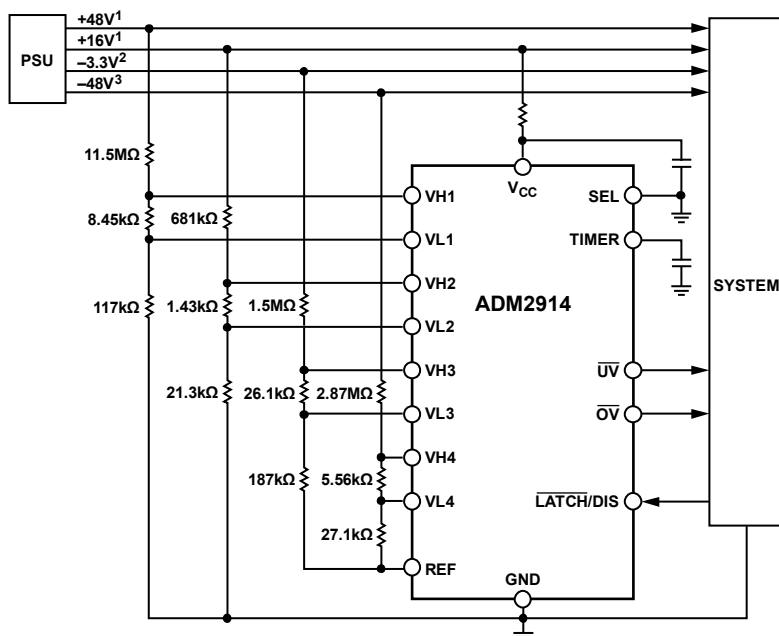 +48V1
+16V1
–3.3V2
–48V3
PSU
11.5MΩ
8.45kΩ
681kΩ
117kΩ
1.43kΩ
1.5MΩ
21.3kΩ
26.1kΩ
2.87MΩ
187kΩ
5.56kΩ
27.1kΩ
VCC
VH1
SEL
VL1
TIMER
VH2
ADM2914
SYSTEM
VL2
VH3
UV
VL3
OV
VH4
VL4
LATCH/DIS
REF
GND